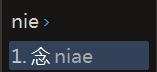 nie ›
1. 念 niae